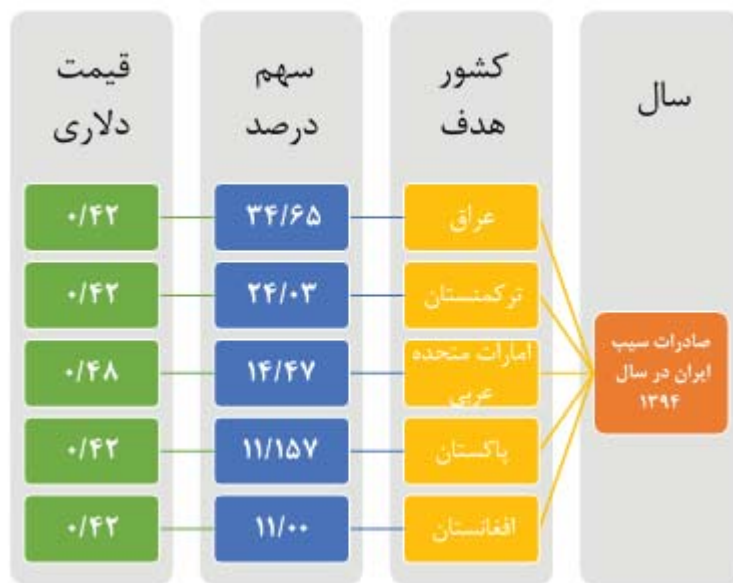 سال
کشور
هدف
سهم
درصد
قیمت
دلاری
صادرات سیب
ایران در سال
۱۳۹۴
عراق
۳۴/۶۵
۰/۴۲
ترکمنستان
۲۴/۰۳
۰/۴۲
امارات متحده
عربی
۱۴/۴۷
۰/۴۸
پاکستان
۱۱/۱۵۷
۰/۴۲
افغانستان
۱۱/۰۰
۰/۴۲